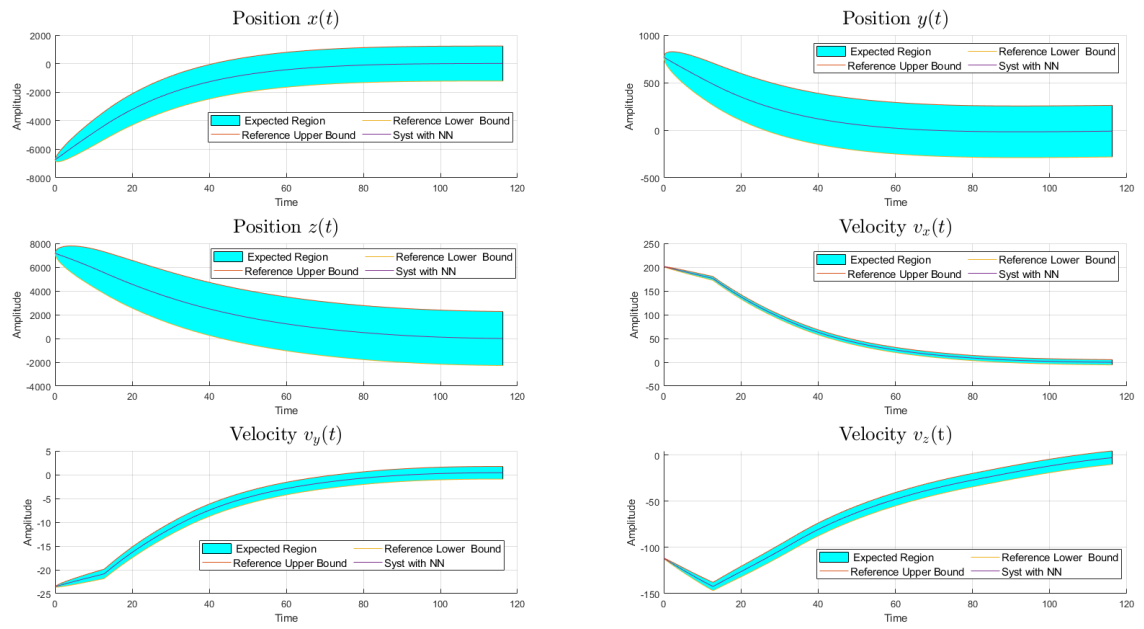 Position x(t)
Amplitude
2000
0
-2000
-4000
-6000
-8000
Expected Region
Reference Lower Bound
Reference Upper Bound
Syst with NN
0 20 40 60 80 100 120
Time
Position y(t)
Amplitude
1000
500
0
-500
Expected Region
Reference Lower Bound
Reference Upper Bound
Syst with NN
0 20 40 60 80 100 120
Time
Position z(t)
Amplitude
8000
6000
4000
2000
0
-2000
-4000
Expected Region
Reference Lower Bound
Reference Upper Bound
Syst with NN
0 20 40 60 80 100 120
Time
Velocity vx(t)
Amplitude
250
200
150
100
50
0
-50
Expected Region
Reference Lower Bound
Reference Upper Bound
Syst with NN
0 20 40 60 80 100 120
Time
Velocity vy(t)
Amplitude
5
0
-5
-10
-15
-20
-25
Expected Region
Reference Lower Bound
Reference Upper Bound
Syst with NN
0 20 40 60 80 100 120
Time
Velocity vz(t)
Amplitude
0
-50
-100
-150
Expected Region
Reference Lower Bound
Reference Upper Bound
Syst with NN
0 20 40 60 80 100 120
Time